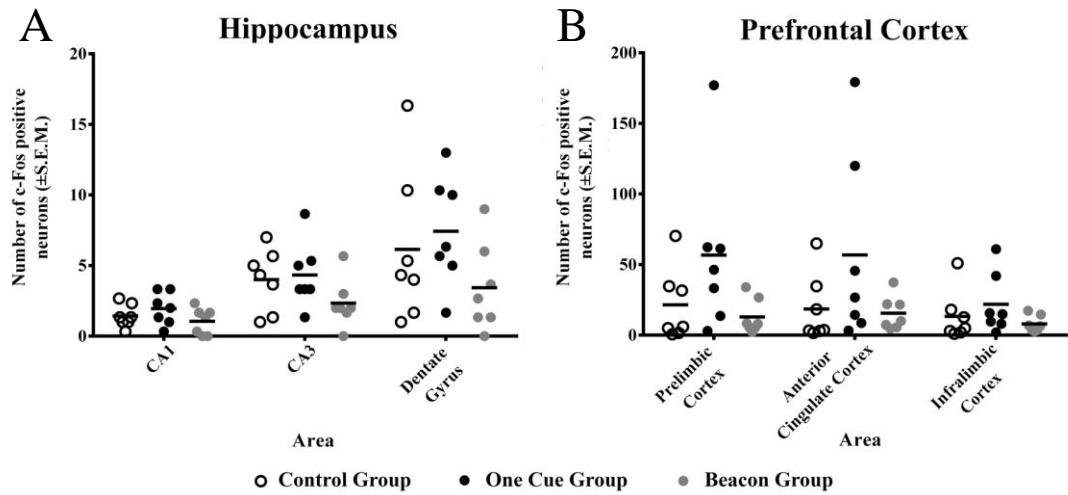 A
Hippocampus
Number of c-Fos positive
neurons (±S.E.M.)
20
15
10
5
0
CA1
CA3
Dentate
Gyrus
Area
B
Prefrontal Cortex
Number of c-Fos positive
neurons (±S.E.M.)
200
150
100
50
0
Prelimbic
Cortex
Anterior
Cingulate Cortex
Infralimbic
Cortex
Area
Control Group
One Cue Group
Beacon Group